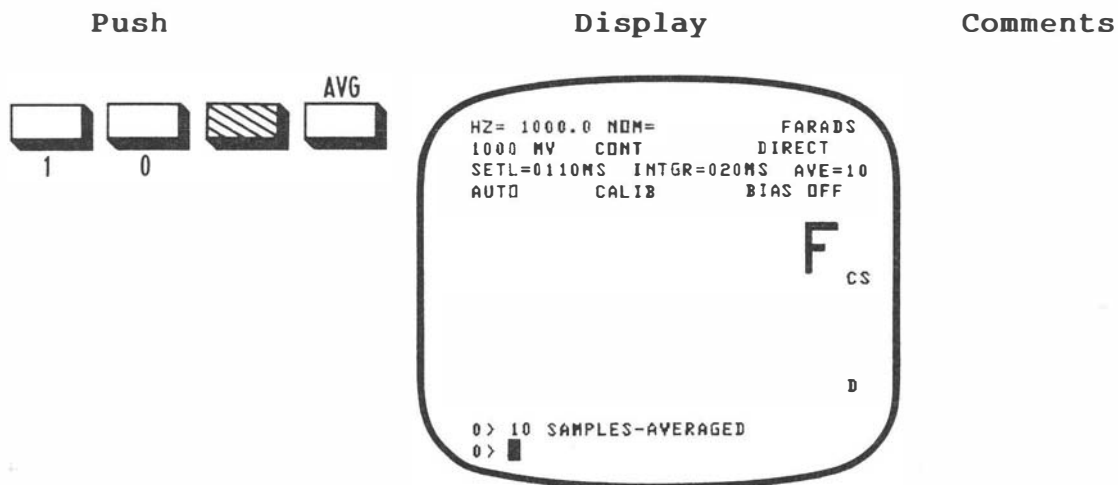 Push Display Comments
AVG
1 0
HZ= 1000.0 NOM= FARADS
1000 MV CONT DIRECT
SETL=0110MS INTGR=020MS AVE=10
AUTO CALIB BIAS OFF
F CS
D
0> 10 SAMPLES-AVERAGED
0>